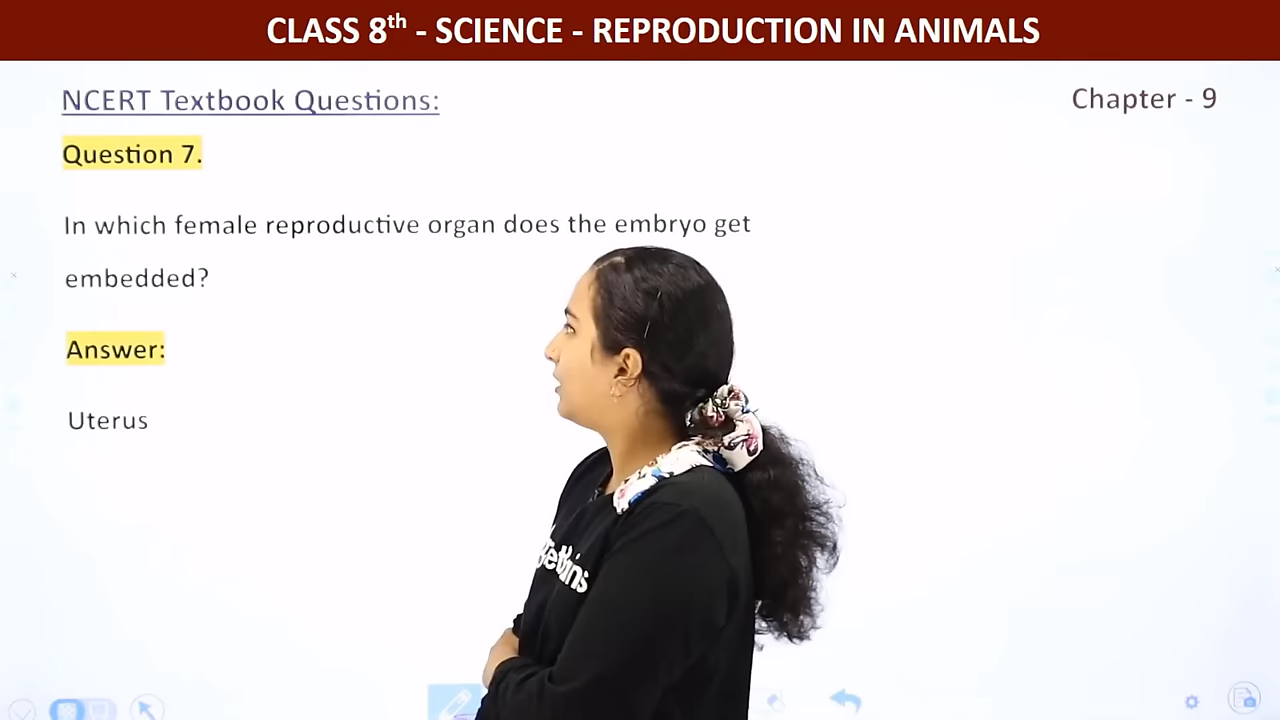 CLASS 8th - SCIENCE - REPRODUCTION IN ANIMALS
NCERT Textbook Questions:
Chapter - 9
Question 7.
In which female reproductive organ does the embryo get
embedded?
Answer:
Uterus